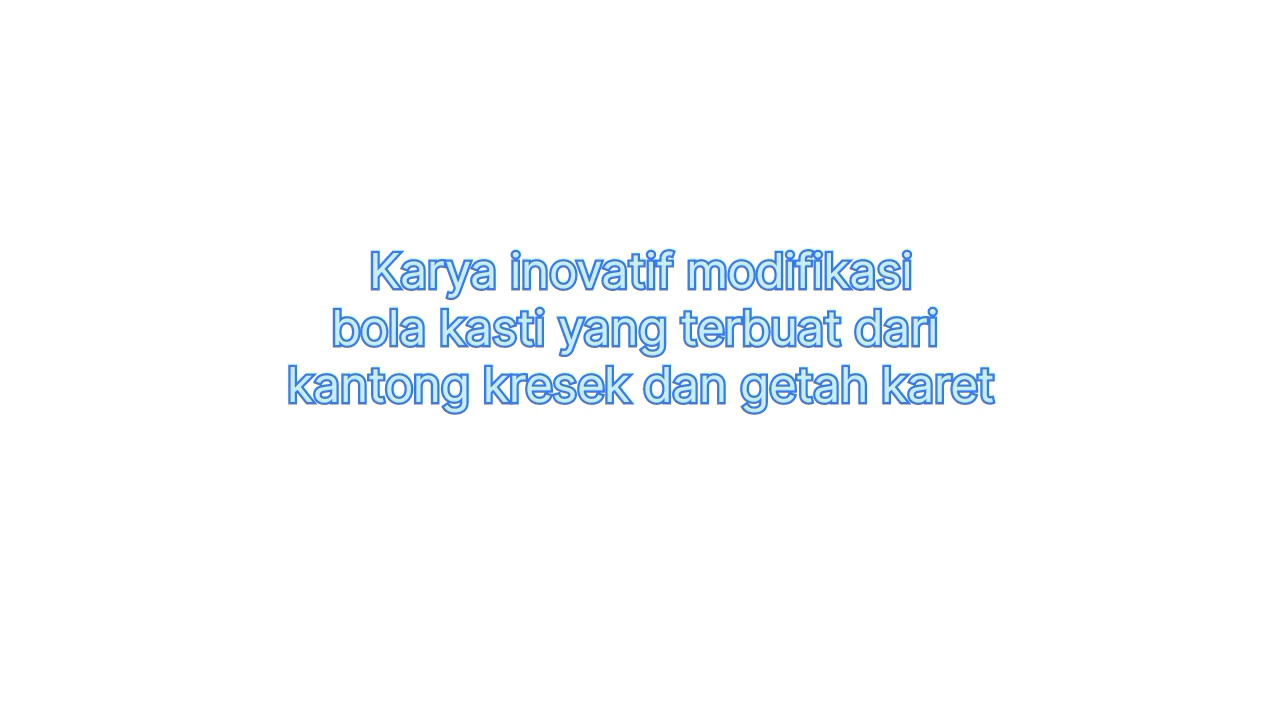 Karya inovatif modifikasi
bola kasti yang terbuat dari
kantong kresek dan getah karet